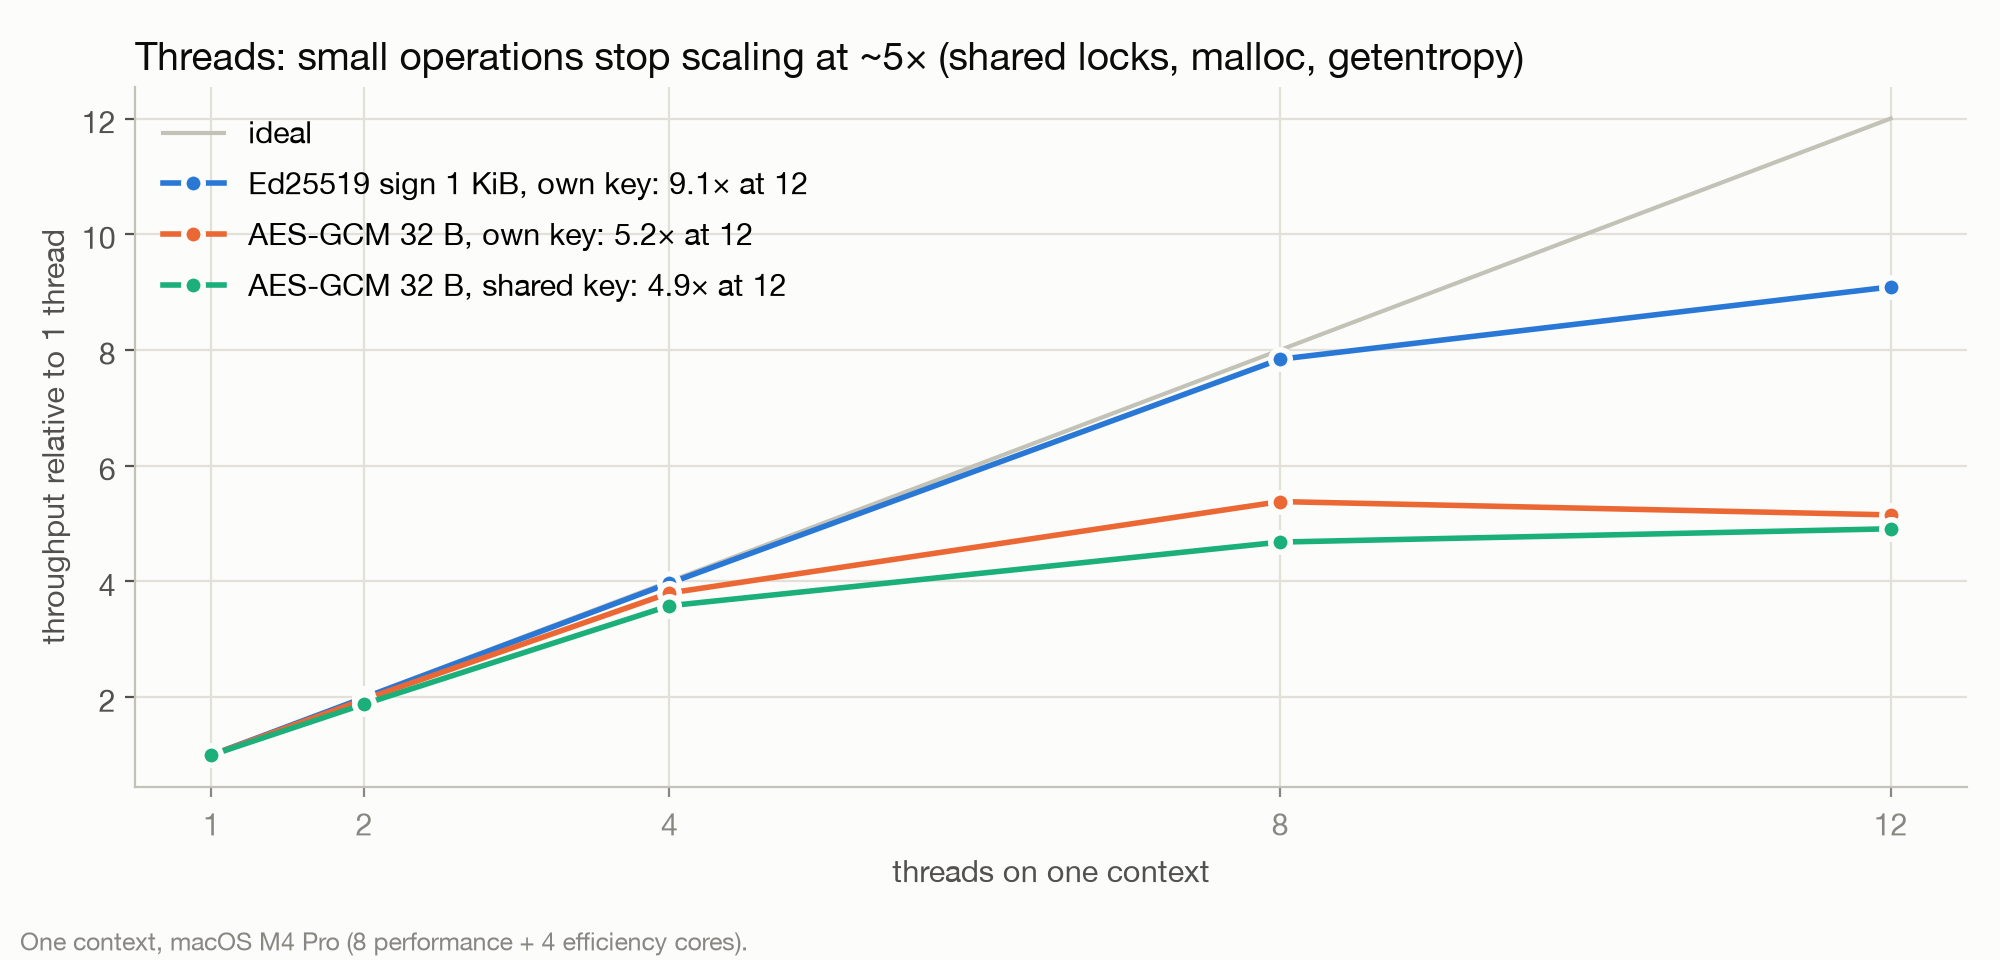 Threads: small operations stop scaling at ~5× (shared locks, malloc, getentropy)
12
10
8
6
4
2
throughput relative to 1 thread
ideal
Ed25519 sign 1 KiB, own key: 9.1× at 12
AES-GCM 32 B, own key: 5.2× at 12
AES-GCM 32 B, shared key: 4.9× at 12
1 2 4 8 12
threads on one context
One context, macOS M4 Pro (8 performance + 4 efficiency cores).